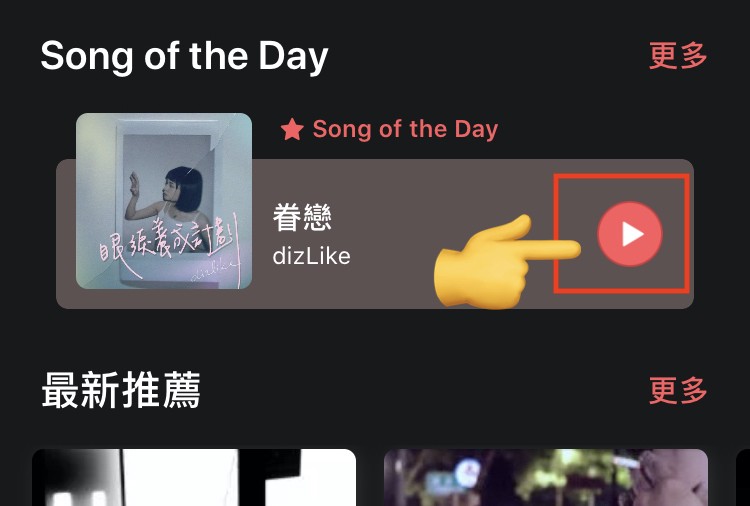 Song of the Day
更多
Song of the Day
眷戀
dizLike
眼淚養成計劃
dizlike
最新推薦
更多